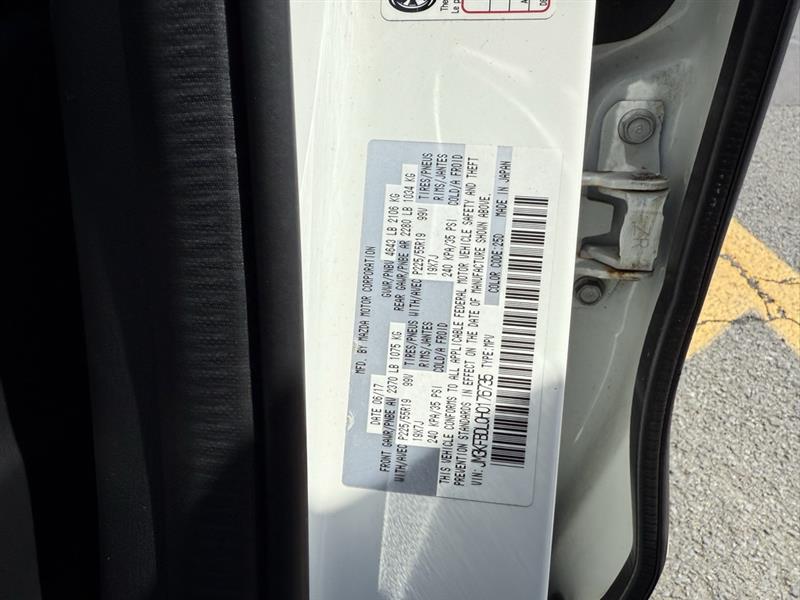 MFD. BY MAZDA MOTOR CORPORATION
DATE 06/17 GVWR/PNBV 4643 LB 2106 KG
FRONT GAWR/PNBE AV 2370 LB 1075 KG REAR GAWR/PNBE AR 2280 LB 1034 KG
WITH/AVEC P225/55R19 99V TIRES/PNEUS WITH/AVEC P225/55R19 99V TIRES/PNEUS
19X7J RIMS/JANTES 19X7J RIMS/JANTES
240 KPA/35 PSI COLD/A FROID 240 KPA/35 PSI COLD/A FROID
THIS VEHICLE CONFORMS TO ALL APPLICABLE FEDERAL MOTOR VEHICLE SAFETY AND THEFT
PREVENTION STANDARDS IN EFFECT ON THE DATE OF MANUFACTURE SHOWN ABOVE.
VIN: JM3KFBDL0H0176735 TYPE:MPV COLOR CODE:25D MADE IN JAPAN
The
Le p
8